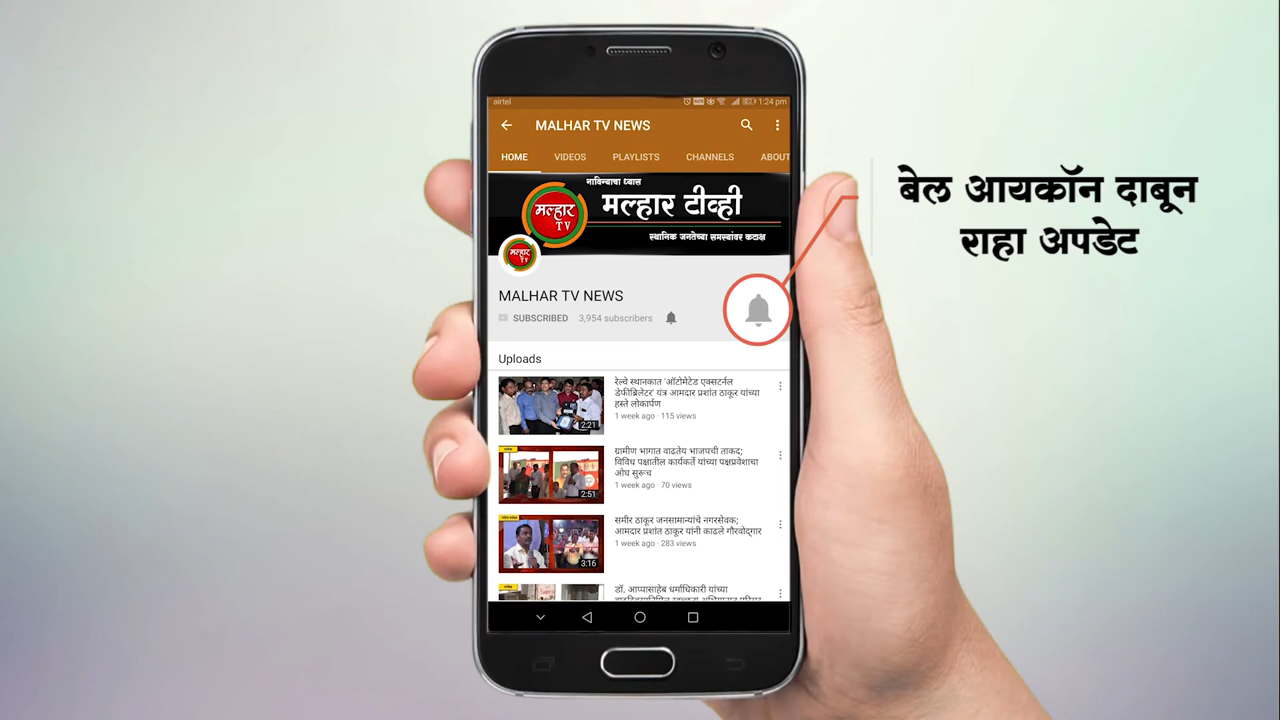 airtel 1:24 pm
MALHAR TV NEWS
HOME VIDEOS PLAYLISTS CHANNELS ABOUT
नाविन्याचा ध्यास
मल्हार टीव्ही
मल्हार
TV
स्थानिक जनतेच्या समस्यांवर कटाक्ष
मल्हार
TV
MALHAR TV NEWS
SUBSCRIBED 3,954 subscribers
बेल आयकॉन दाबून
राहा अपडेट
Uploads
रेल्वे स्थानकात 'ऑटोमेटेड एक्सटर्नल
डेफीब्रिलेटर' यंत्र आमदार प्रशांत ठाकूर यांच्या
हस्ते लोकार्पण
1 week ago · 115 views
2:21
ग्रामीण भागात वाढतेय भाजपची ताकद;
विविध पक्षातील कार्यकर्ते यांच्या पक्षप्रवेशाचा
ओघ सुरूच
1 week ago · 70 views
2:51
समीर ठाकूर जनसामान्यांचे नगरसेवक;
आमदार प्रशांत ठाकूर यांनी काढले गौरवोद्गार
1 week ago · 283 views
3:16
डॉ. आप्पासाहेब धर्माधिकारी यांच्या